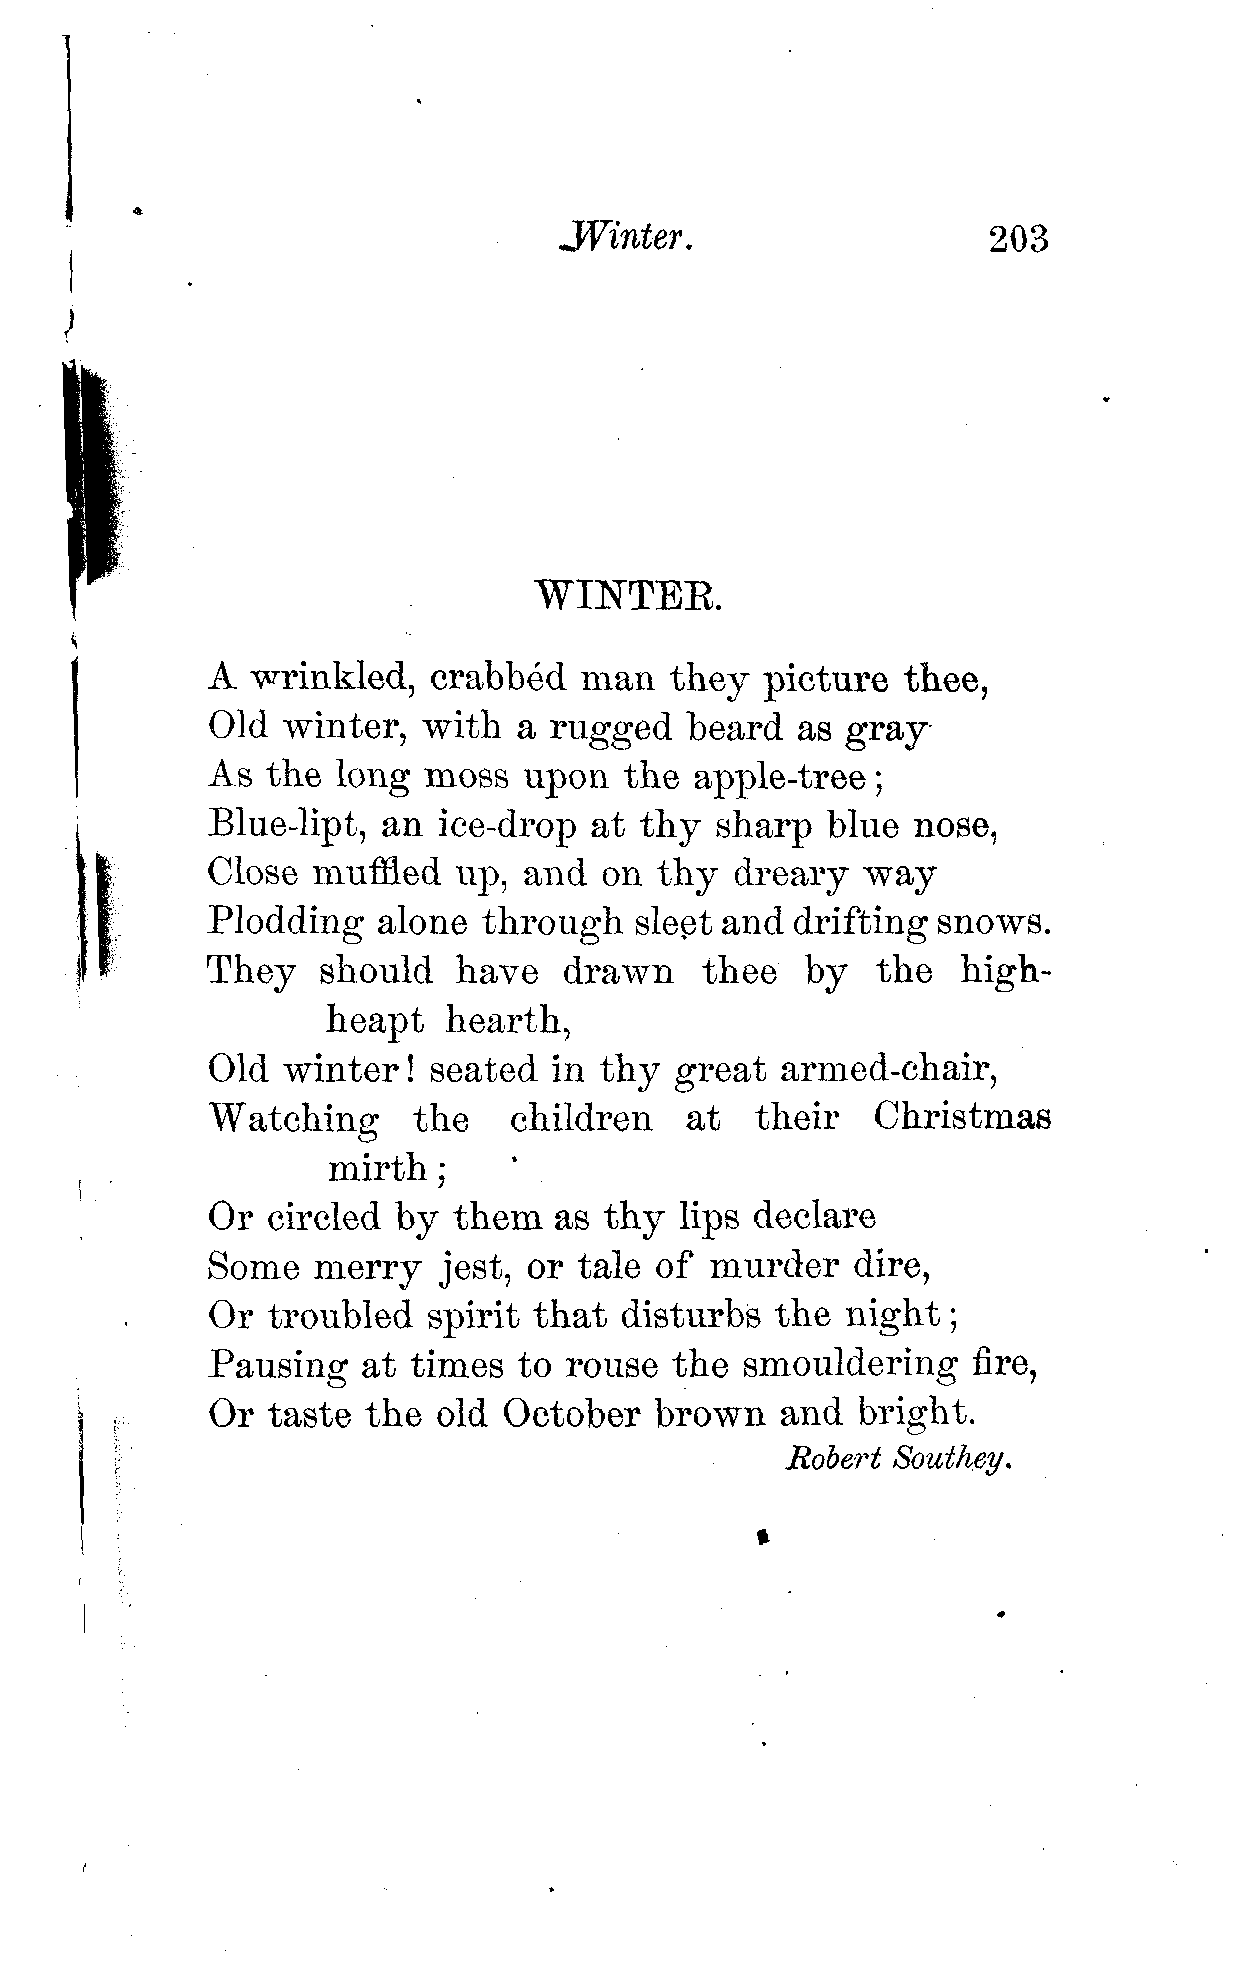 Winter. 203
WINTER.
A wrinkled, crabbéd man they picture thee,
Old winter, with a rugged beard as gray
As the long moss upon the apple-tree;
Blue-lipt, an ice-drop at thy sharp blue nose,
Close muffled up, and on thy dreary way
Plodding alone through sleet and drifting snows.
They should have drawn thee by the high-
heapt hearth,
Old winter! seated in thy great armed-chair,
Watching the children at their Christmas
mirth;
Or circled by them as thy lips declare
Some merry jest, or tale of murder dire,
Or troubled spirit that disturbs the night;
Pausing at times to rouse the smouldering fire,
Or taste the old October brown and bright.
Robert Southey.